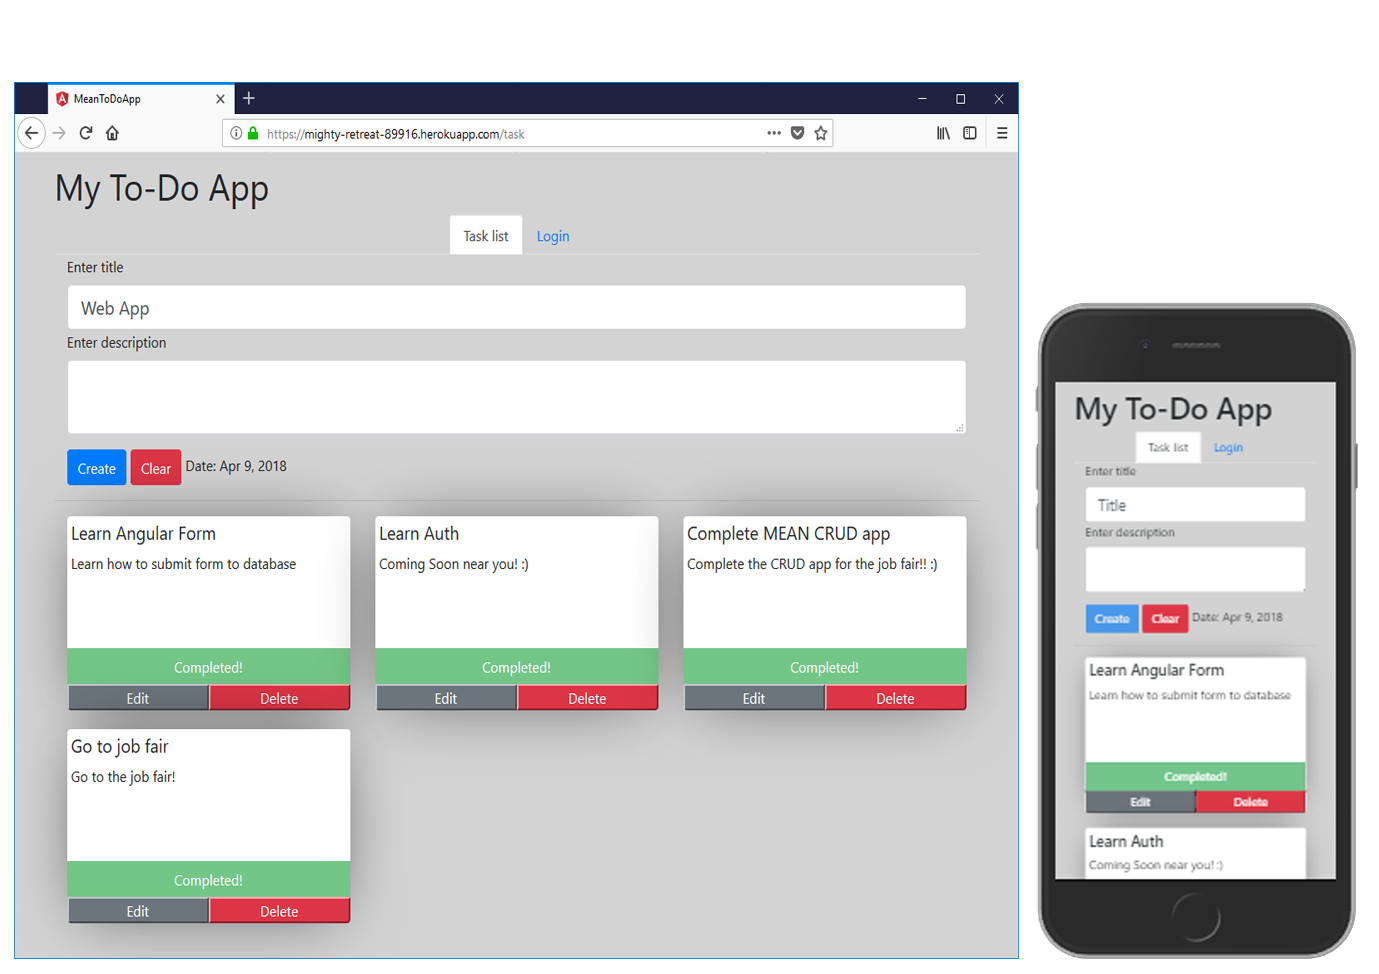 MeanToDoApp
https://mighty-retreat-89916.herokuapp.com/task
My To-Do App
Task list Login
Enter title
Web App
Enter description
Create Clear Date: Apr 9, 2018
Learn Angular Form
Learn how to submit form to database
Completed!
Edit Delete
Learn Auth
Coming Soon near you! :)
Completed!
Edit Delete
Complete MEAN CRUD app
Complete the CRUD app for the job fair!! :)
Completed!
Edit Delete
Go to job fair
Go to the job fair!
Completed!
Edit Delete
My To-Do App
Task list Login
Enter title
Title
Enter description
Create Clear Date: Apr 9, 2018
Learn Angular Form
Learn how to submit form to database
Completed!
Edit Delete
Learn Auth
Coming Soon near you! :)